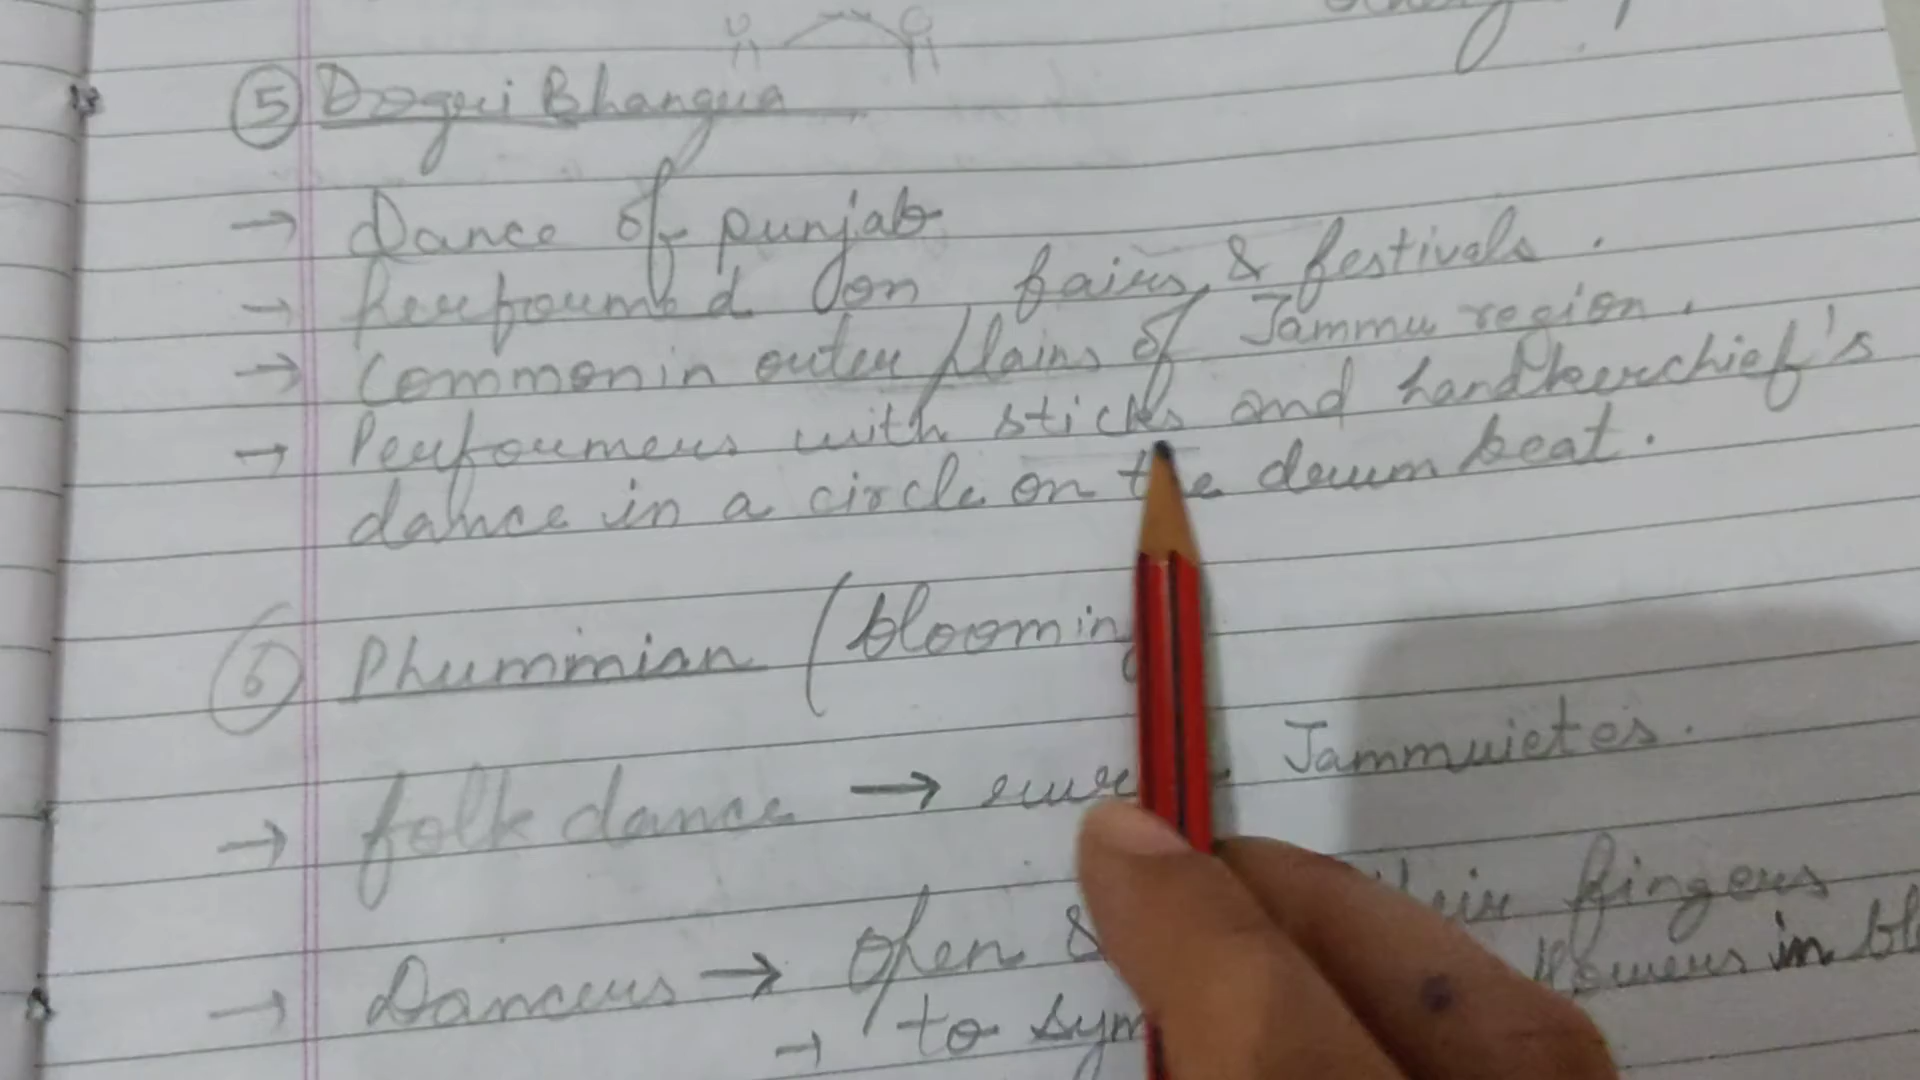 ⑤ Dogri Bhangra
→ Dance of punjab
→ Performed on fairs & festivals.
→ Common in outer plains of Jammu region.
→ Performers with sticks and handkerchief's
dance in a circle on the drum beat.
⑥ Phummian (blooming
→ folk dance → Jammuietes.
→ Dancers → Open & fingers
→ to flowers in